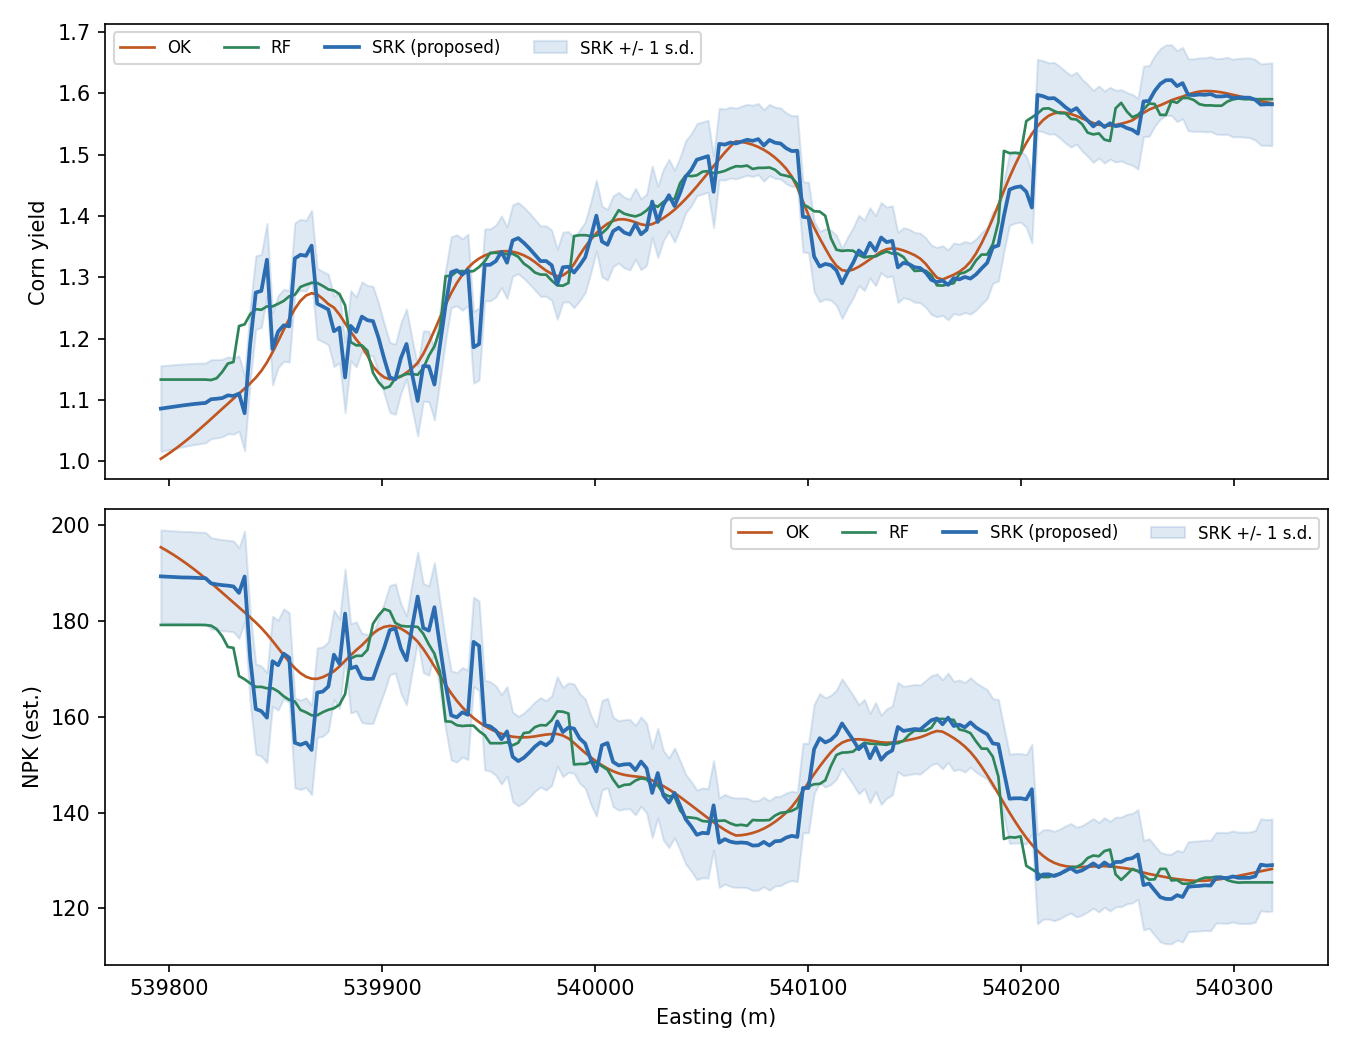 OK RF SRK (proposed) SRK +/- 1 s.d.
1.7
1.6
1.5
1.4
1.3
1.2
1.1
1.0
Corn yield
OK RF SRK (proposed) SRK +/- 1 s.d.
200
180
160
140
120
NPK (est.)
539800 539900 540000 540100 540200 540300
Easting (m)